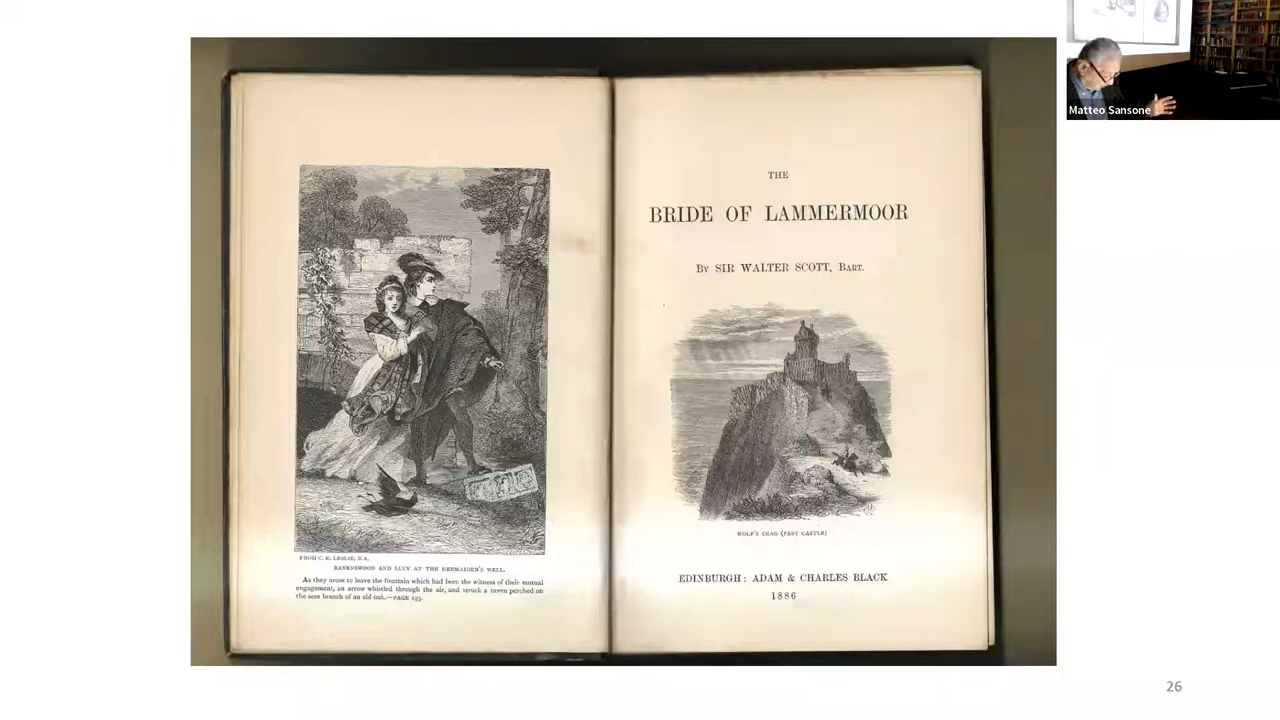 Matteo Sansone
FROM C. R. LESLIE, R.A.
RAVENSWOOD AND LUCY AT THE MERMAIDEN'S WELL.
As they arose to leave the fountain which had been the witness of their mutual
engagement, an arrow whistled through the air, and struck a raven perched on
the sere branch of an old oak.—PAGE 193.
THE
BRIDE OF LAMMERMOOR
BY SIR WALTER SCOTT, BART.
WOLF'S CRAG (FAST CASTLE)
EDINBURGH: ADAM & CHARLES BLACK
1886
26